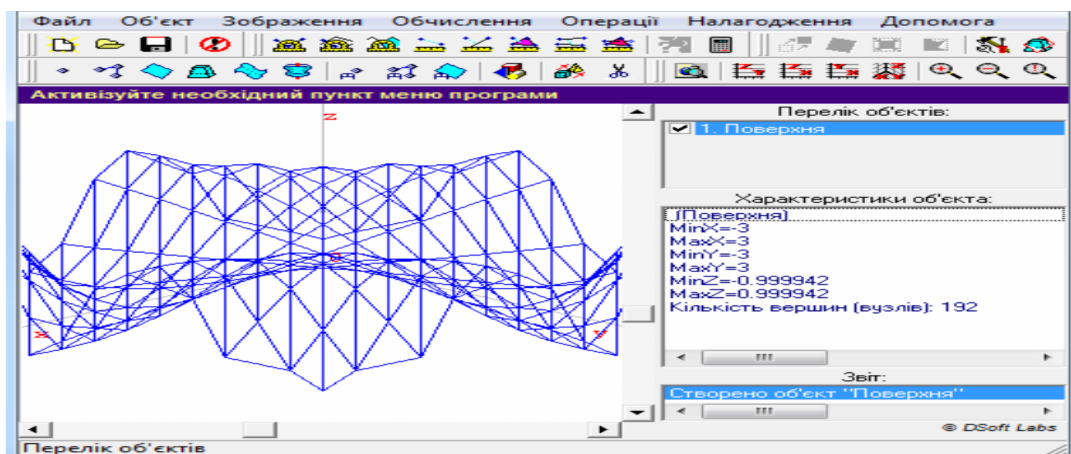 Файл Об'єкт Зображення Обчислення Операції Налагодження Допомога
Активізуйте необхідний пункт меню програми
Z
X
Y
Перелік об'єктів:
1. Поверхня
Характеристики об'єкта:
(Поверхня)
MinX=-3
MaxX=3
MinY=-3
MaxY=3
MinZ=-0.999942
MaxZ=0.999942
Кількість вершин (вузлів): 192
Звіт:
Створено об'єкт "Поверхня"
© DSoft Labs
Перелік об'єктів